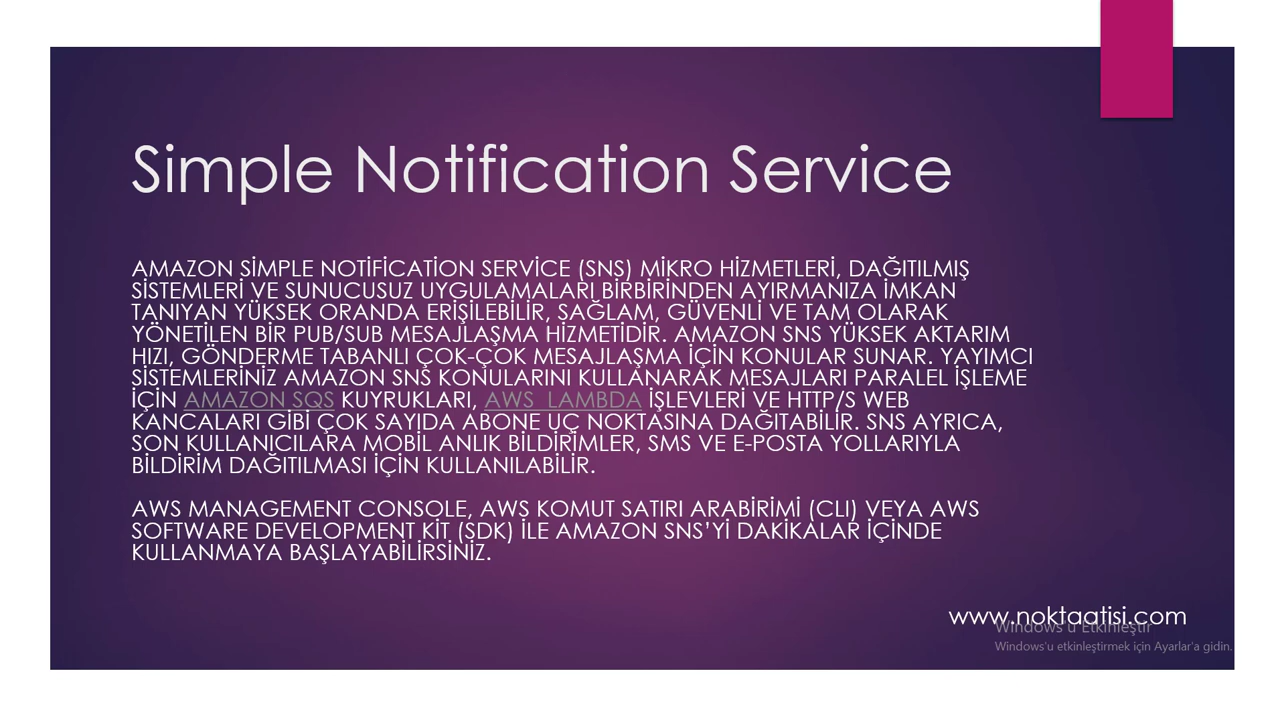 Simple Notification Service
AMAZON SİMPLE NOTİFİCATİON SERVİCE (SNS) MİKRO HİZMETLERİ, DAĞITILMIŞ
SİSTEMLERİ VE SUNUCUSUZ UYGULAMALARI BİRBİRİNDEN AYIRMANIZA İMKAN
TANIYAN YÜKSEK ORANDA ERİŞİLEBİLİR, SAĞLAM, GÜVENLİ VE TAM OLARAK
YÖNETİLEN BİR PUB/SUB MESAJLAŞMA HİZMETİDİR. AMAZON SNS YÜKSEK AKTARIM
HIZI, GÖNDERME TABANLI ÇOK-ÇOK MESAJLAŞMA İÇİN KONULAR SUNAR. YAYIMCI
SİSTEMLERİNİZ AMAZON SNS KONULARINI KULLANARAK MESAJLARI PARALEL İŞLEME
İÇİN AMAZON SQS KUYRUKLARI, AWS LAMBDA İŞLEVLERİ VE HTTP/S WEB
KANCALARI GİBİ ÇOK SAYIDA ABONE UÇ NOKTASINA DAĞITABİLİR. SNS AYRICA,
SON KULLANICILARA MOBİL ANLIK BİLDİRİMLER, SMS VE E-POSTA YOLLARIYLA
BİLDİRİM DAĞITILMASI İÇİN KULLANILABİLİR.
AWS MANAGEMENT CONSOLE, AWS KOMUT SATIRI ARABİRİMİ (CLI) VEYA AWS
SOFTWARE DEVELOPMENT KİT (SDK) İLE AMAZON SNS’Yİ DAKİKALAR İÇİNDE
KULLANMAYA BAŞLAYABİLİRSİNİZ.
www.noktaatisi.com
Windows'u Etkinleştir
Windows'u etkinleştirmek için Ayarlar'a gidin.